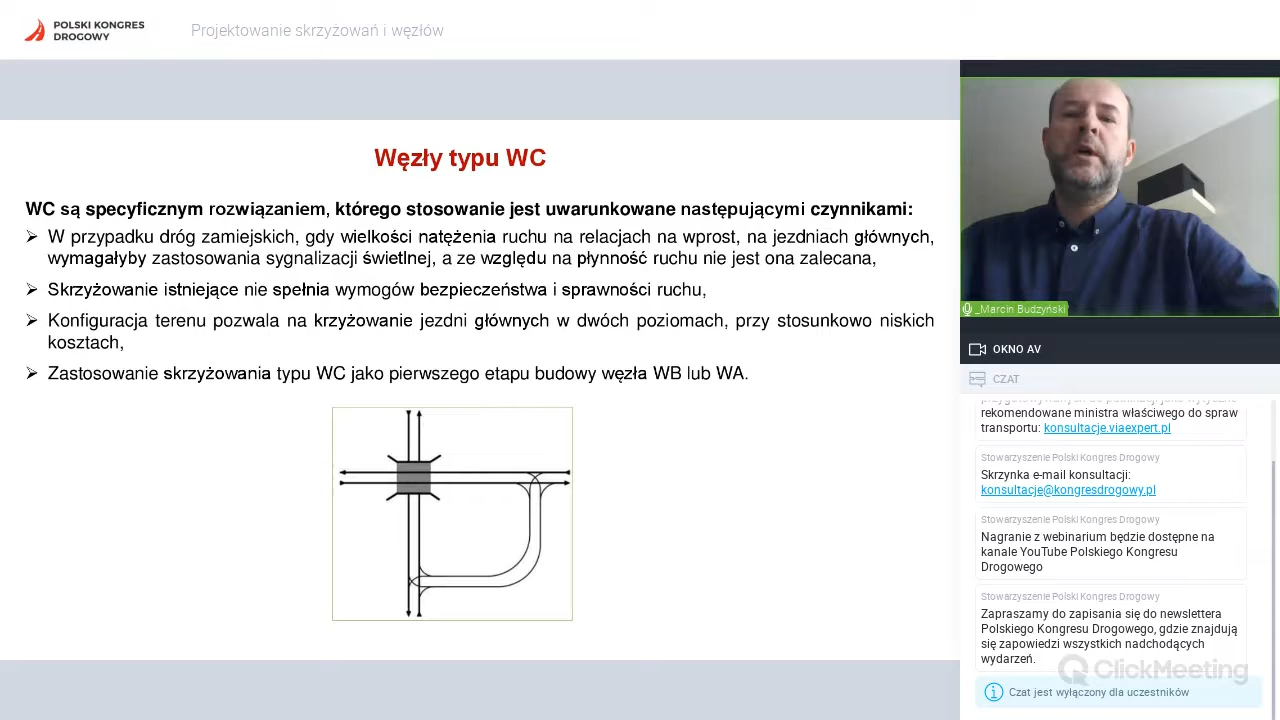 POLSKI KONGRES
DROGOWY
Projektowanie skrzyżowań i węzłów
Węzły typu WC
WC są specyficznym rozwiązaniem, którego stosowanie jest uwarunkowane następującymi czynnikami:
W przypadku dróg zamiejskich, gdy wielkości natężenia ruchu na relacjach na wprost, na jezdniach głównych,
wymagałyby zastosowania sygnalizacji świetlnej, a ze względu na płynność ruchu nie jest ona zalecana,
Skrzyżowanie istniejące nie spełnia wymogów bezpieczeństwa i sprawności ruchu,
Konfiguracja terenu pozwala na krzyżowanie jezdni głównych w dwóch poziomach, przy stosunkowo niskich
kosztach,
Zastosowanie skrzyżowania typu WC jako pierwszego etapu budowy węzła WB lub WA.
_Marcin Budzyński
OKNO AV
CZAT
rekomendowane ministra właściwego do spraw
transportu: konsultacje.viaexpert.pl
Stowarzyszenie Polski Kongres Drogowy
Skrzynka e-mail konsultacji:
konsultacje@kongresdrogowy.pl
Stowarzyszenie Polski Kongres Drogowy
Nagranie z webinarium będzie dostępne na
kanale YouTube Polskiego Kongresu
Drogowego
Stowarzyszenie Polski Kongres Drogowy
Zapraszamy do zapisania się do newslettera
Polskiego Kongresu Drogowego, gdzie znajdują
się zapowiedzi wszystkich nadchodzących
wydarzeń.
ClickMeeting
Czat jest wyłączony dla uczestników